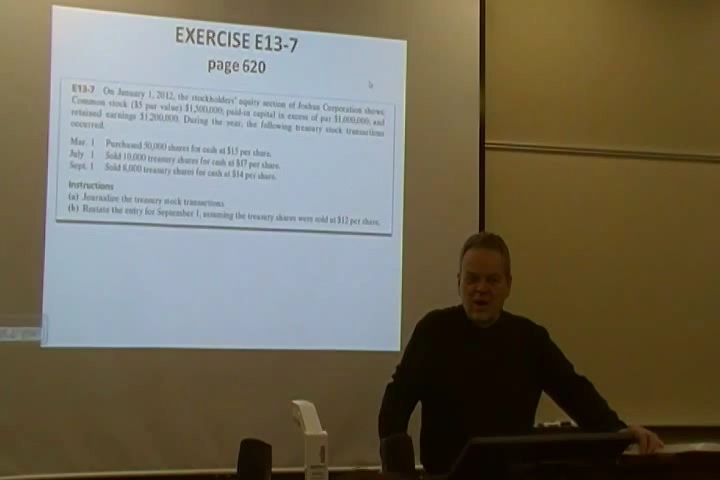 EXERCISE E13-7
page 620
E13-7 On January 1, 2012, the stockholders' equity section of Joshua Corporation shows:
Common stock ($5 par value) $1,500,000; paid-in capital in excess of par $1,000,000; and
retained earnings $1,200,000. During the year, the following treasury stock transactions
occurred.
Mar. 1 Purchased 50,000 shares for cash at $15 per share.
July 1 Sold 10,000 treasury shares for cash at $17 per share.
Sept. 1 Sold 8,000 treasury shares for cash at $14 per share.
Instructions
(a) Journalize the treasury stock transactions.
(b) Restate the entry for September 1, assuming the treasury shares were sold at $12 per share.